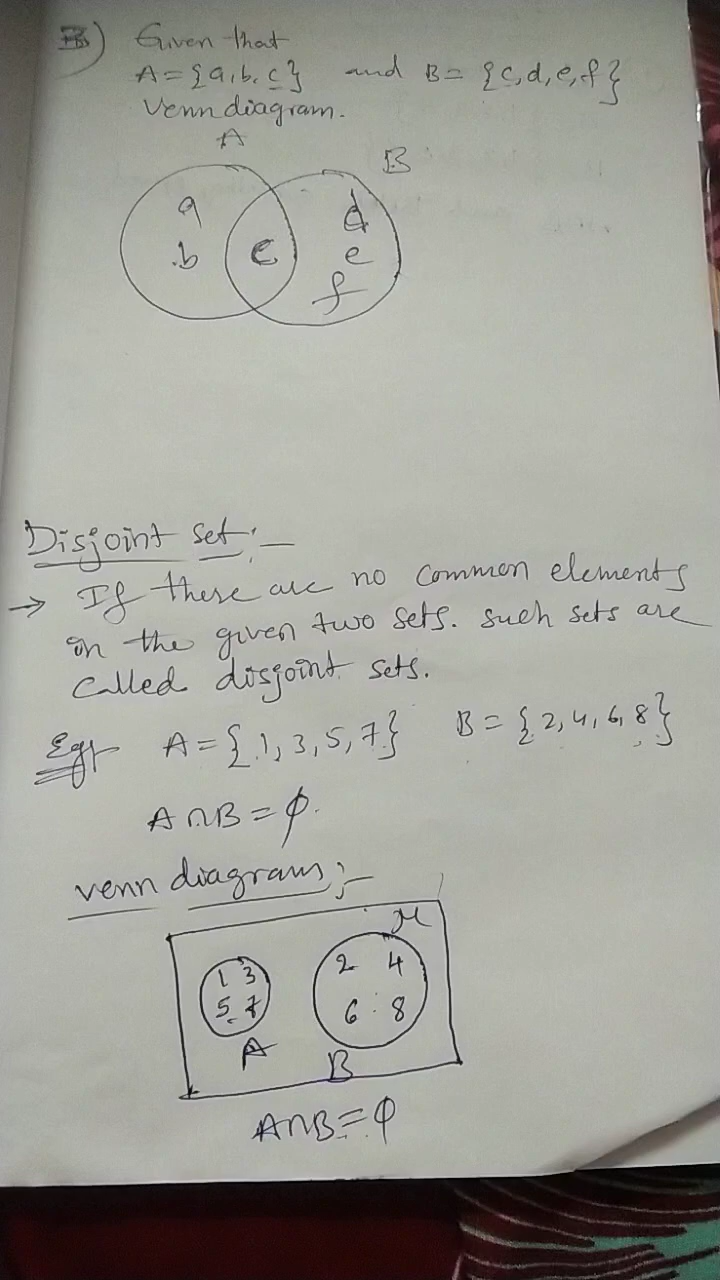 B) Given that
A = {a, b, c} and B = {c, d, e, f}
Venn diagram.
A
B
a
d
b
c
e
f
Disjoint set :-
→ If there are no common elements
in the given two sets. such sets are
called disjoint sets.
Eg:- A = {1, 3, 5, 7} B = {2, 4, 6, 8}
A∩B = ϕ.
venn diagram :-
μ
1 3
2 4
5 7
6 8
A
B
A∩B = ϕ